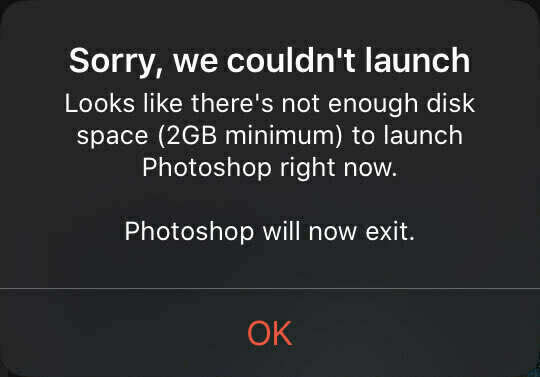 Sorry, we couldn't launch
Looks like there's not enough disk
space (2GB minimum) to launch
Photoshop right now.
Photoshop will now exit.
OK